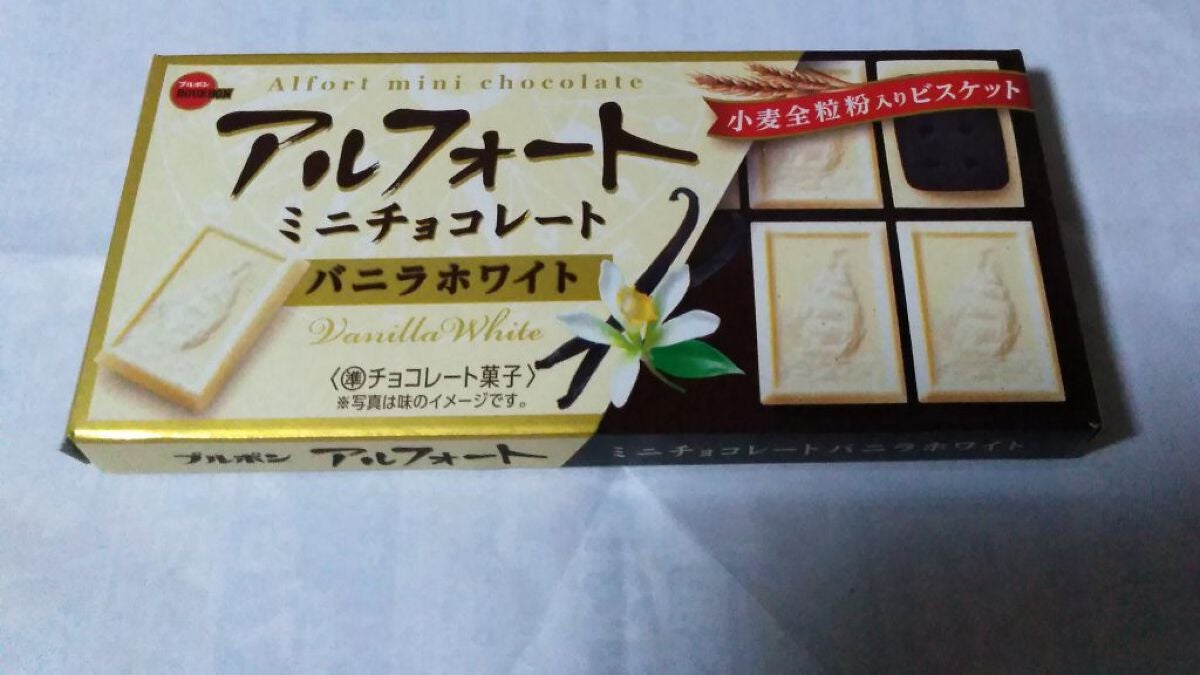 ブルボン
BOURBON
Alfort mini chocolate
アルフォート
ミニチョコレート
バニラホワイト
Vanilla White
〈㊜チョコレート菓子〉
※写真は味のイメージです。
小麦全粒粉入りビスケット
ブルボン アルフォート ミニチョコレート バニラホワイト